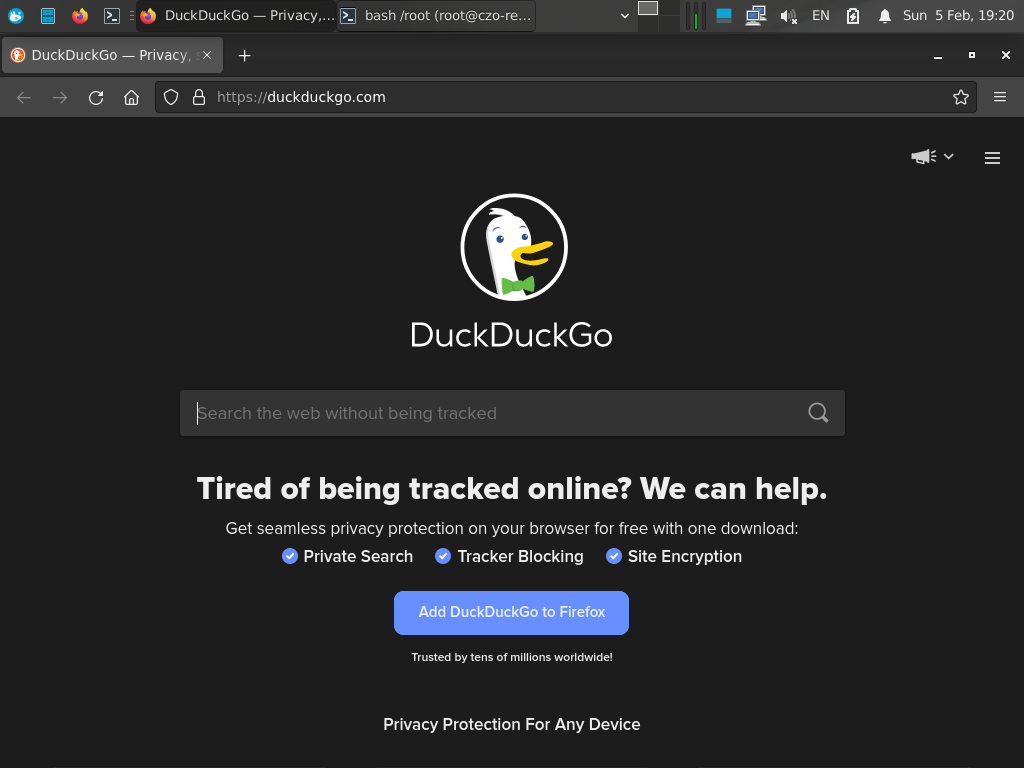 DuckDuckGo — Privacy,...
bash /root (root@czo-re...
EN
Sun 5 Feb, 19:20
DuckDuckGo — Privacy,
https://duckduckgo.com
DuckDuckGo
Search the web without being tracked
Tired of being tracked online? We can help.
Get seamless privacy protection on your browser for free with one download:
Private Search Tracker Blocking Site Encryption
Add DuckDuckGo to Firefox
Trusted by tens of millions worldwide!
Privacy Protection For Any Device